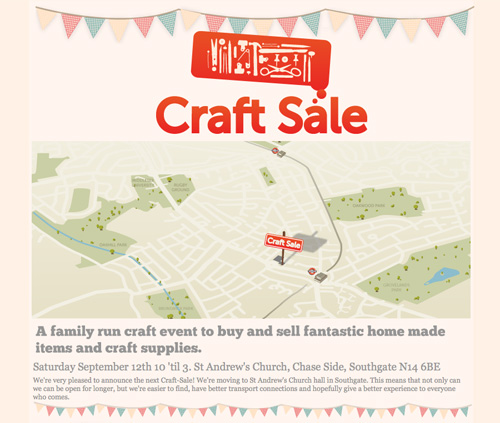 Craft Sale
Craft Sale
A family run craft event to buy and sell fantastic home made
items and craft supplies.
Saturday September 12th 10 'til 3. St Andrew's Church, Chase Side, Southgate N14 6BE
We're very pleased to announce the next Craft-Sale! We're moving to St Andrew's Church hall in Southgate. This means that not only can
we can be open for longer, but we're easier to find, have better transport connections and hopefully give a better experience to everyone
who comes.